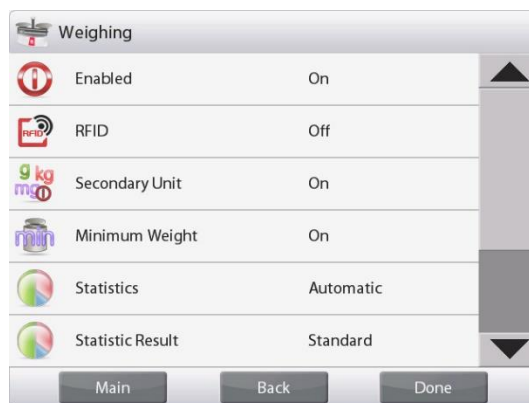 Weighing
Enabled On
RFID Off
Secondary Unit On
Minimum Weight On
Statistics Automatic
Statistic Result Standard
Main Back Done
RFID
g kg
mg
min